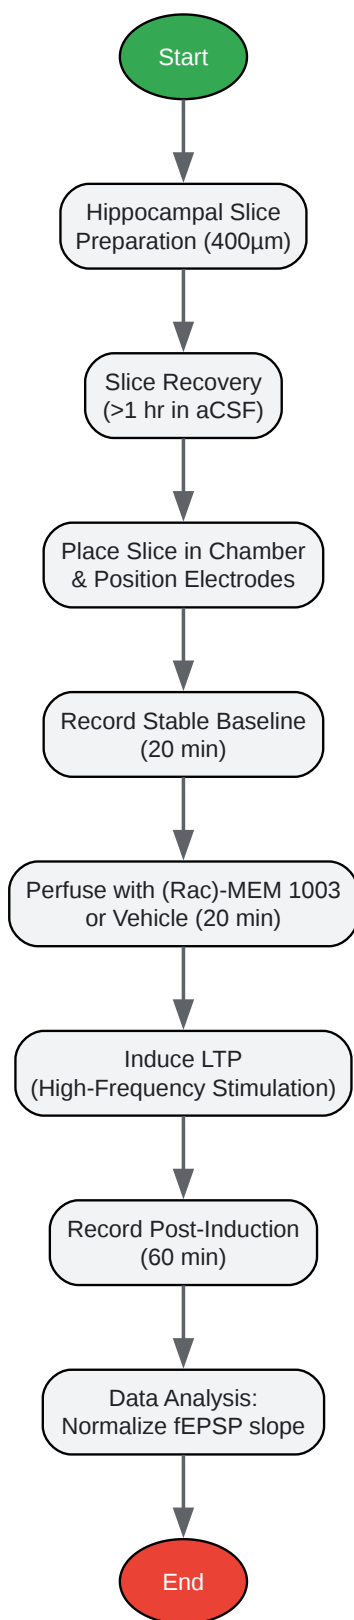 Start
Hippocampal Slice
Preparation (400µm)
Slice Recovery
(>1 hr in aCSF)
Place Slice in Chamber
& Position Electrodes
Record Stable Baseline
(20 min)
Perfuse with (Rac)-MEM 1003
or Vehicle (20 min)
Induce LTP
(High-Frequency Stimulation)
Record Post-Induction
(60 min)
Data Analysis:
Normalize fEPSP slope
End